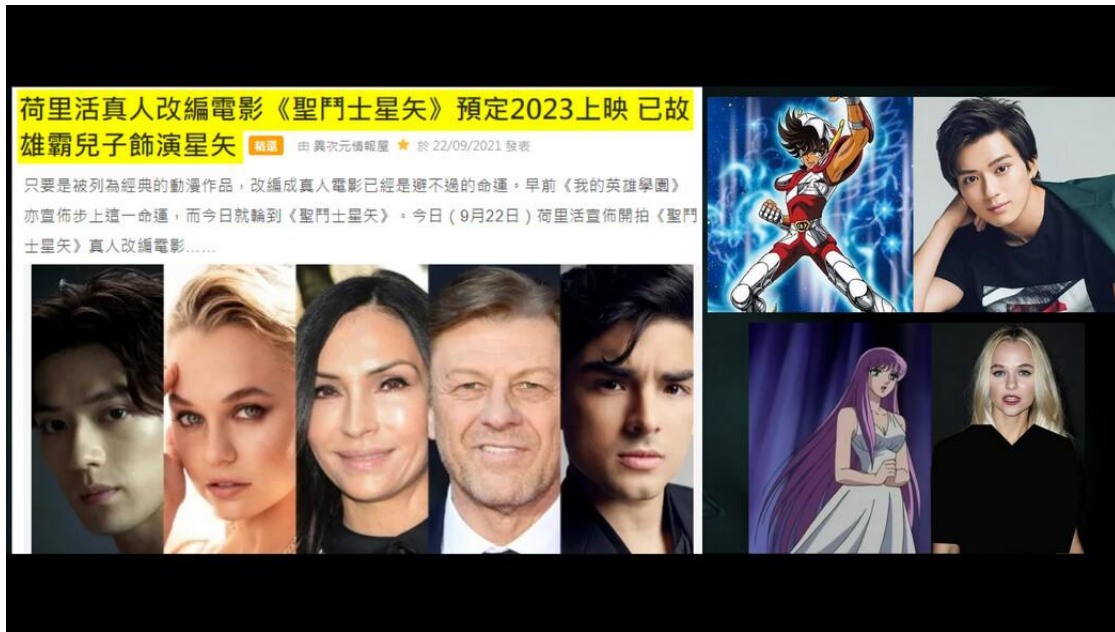 荷里活真人改編電影《聖鬥士星矢》預定2023上映 已故
雄霸兒子飾演星矢 精選 由 異次元情報屋 ★ 於 22/09/2021 發表
只要是被列為經典的動漫作品，改編成真人電影已經是避不過的命運。早前《我的英雄學園》
亦宣佈步上這一命運，而今日就輪到《聖鬥士星矢》。今日（9月22日）荷里活宣佈開拍《聖鬥
士星矢》真人改編電影……